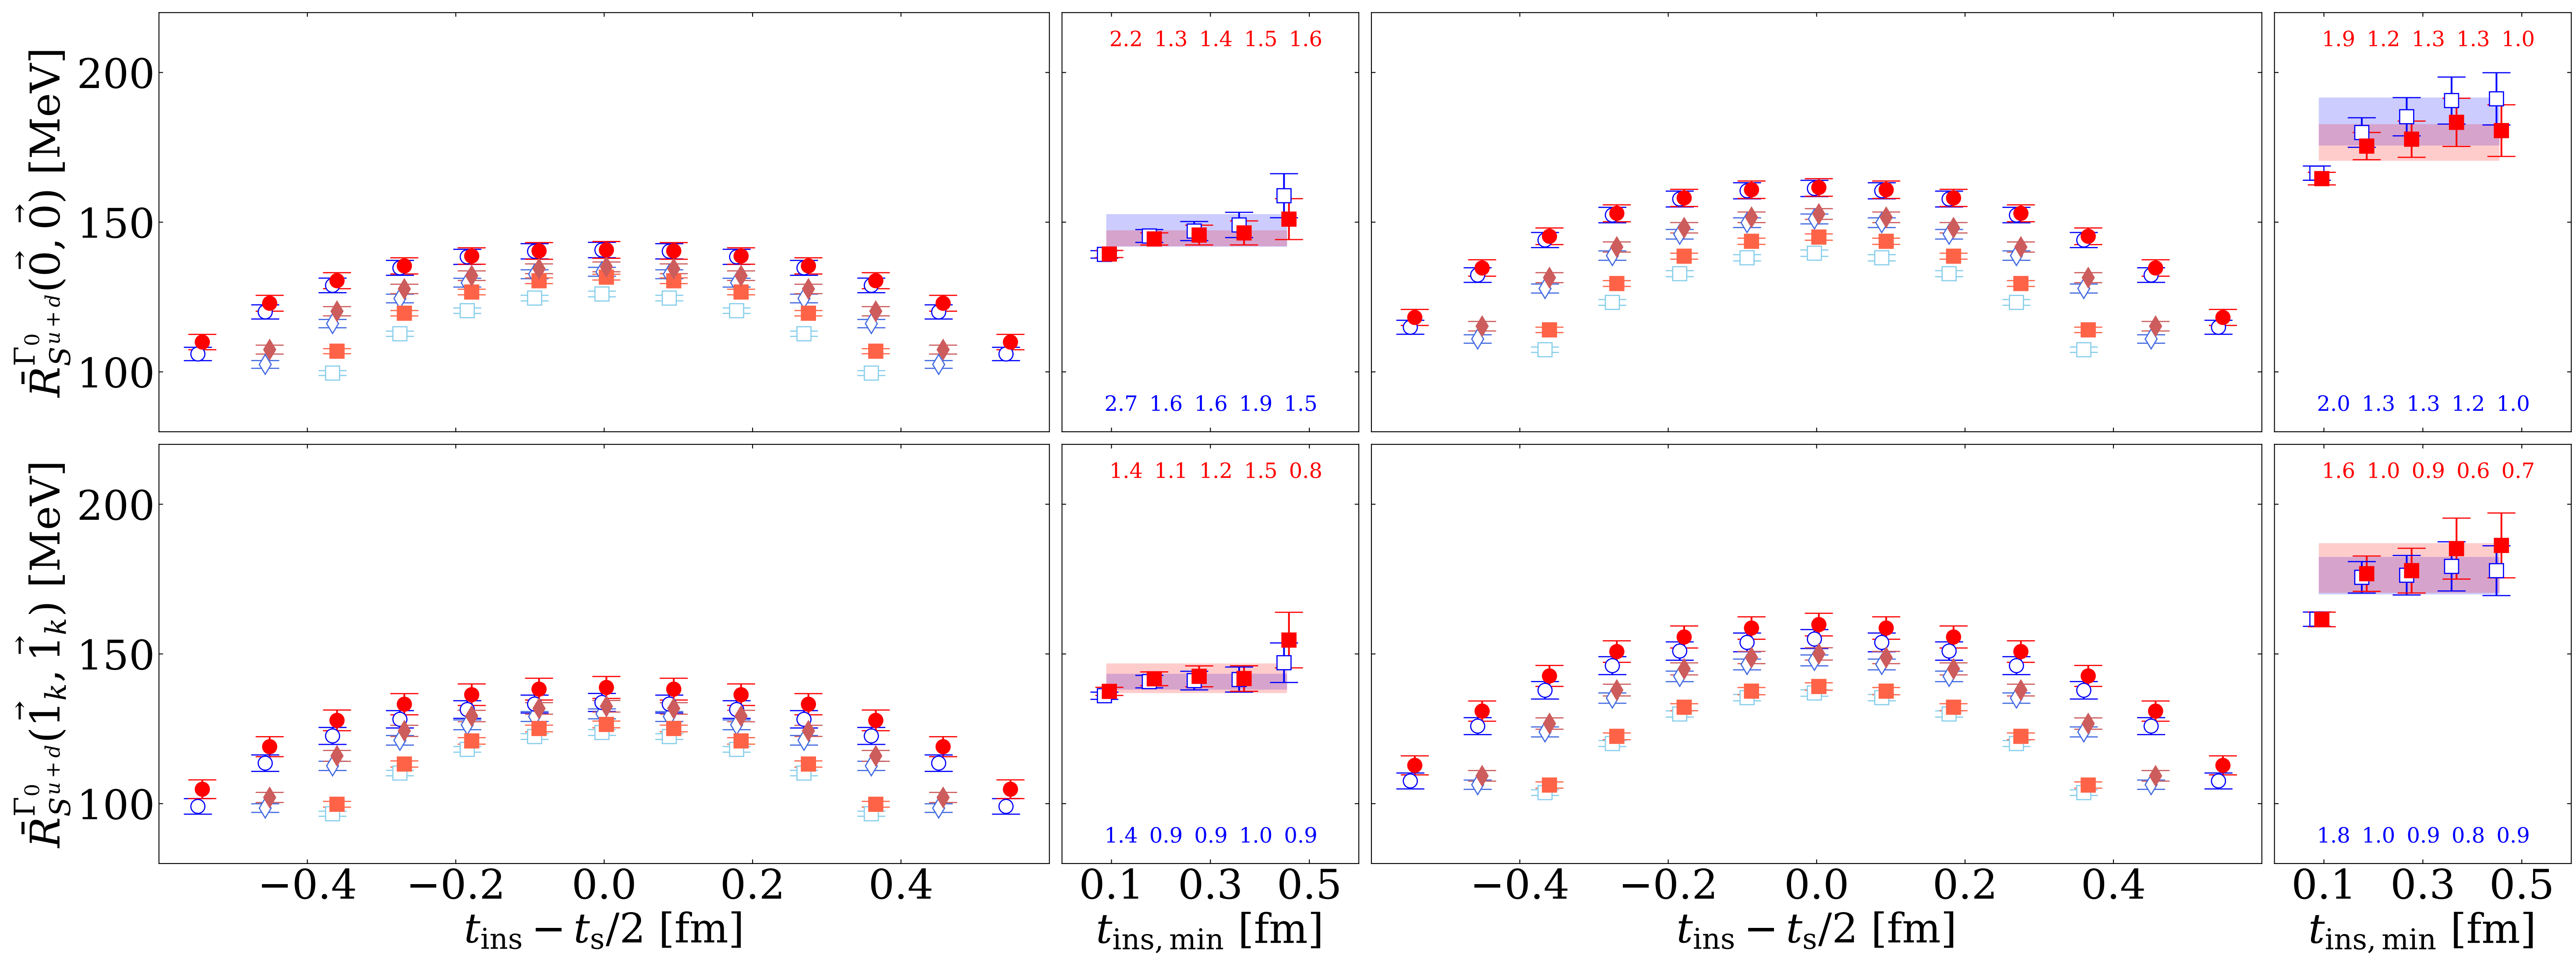 2.2 1.3 1.4 1.5 1.6
1.9 1.2 1.3 1.3 1.0
200
150
100
R̄^{Γ_0}_{S^{u+d}}(0⃗, 0⃗) [MeV]
2.7 1.6 1.6 1.9 1.5
2.0 1.3 1.3 1.2 1.0
1.4 1.1 1.2 1.5 0.8
1.6 1.0 0.9 0.6 0.7
200
150
100
R̄^{Γ_0}_{S^{u+d}}(1⃗_k, 1⃗_k) [MeV]
1.4 0.9 0.9 1.0 0.9
1.8 1.0 0.9 0.8 0.9
−0.4 −0.2 0.0 0.2 0.4
0.1 0.3 0.5
−0.4 −0.2 0.0 0.2 0.4
0.1 0.3 0.5
t_ins − t_s/2 [fm]
t_ins, min [fm]
t_ins − t_s/2 [fm]
t_ins, min [fm]